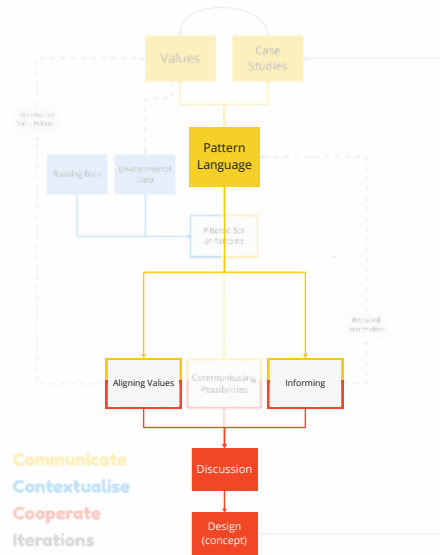 Values
Case
Studies
Pattern
Language
Building Data
Environmental
Data
Filtered Set
of Patterns
Required
Information
Aligning Values
Communicating
Possibilities
Informing
Communicate
Contextualise
Cooperate
Iterations
Discussion
Design
(concept)